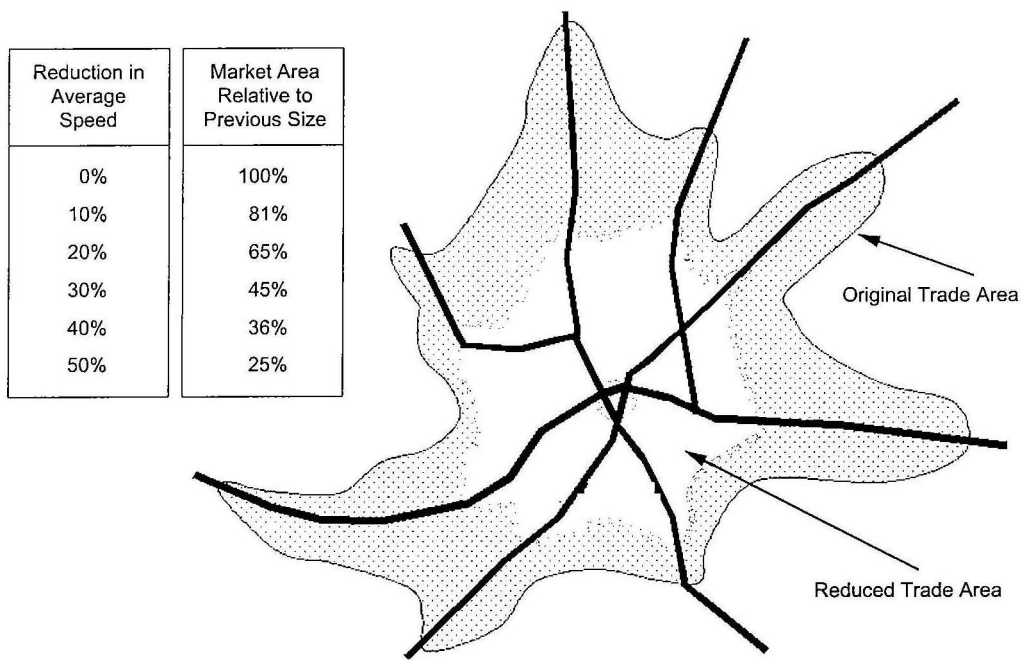 Reduction in
Average
Speed
Market Area
Relative to
Previous Size
0%
100%
10%
81%
20%
65%
30%
45%
40%
36%
50%
25%
Original Trade Area
Reduced Trade Area